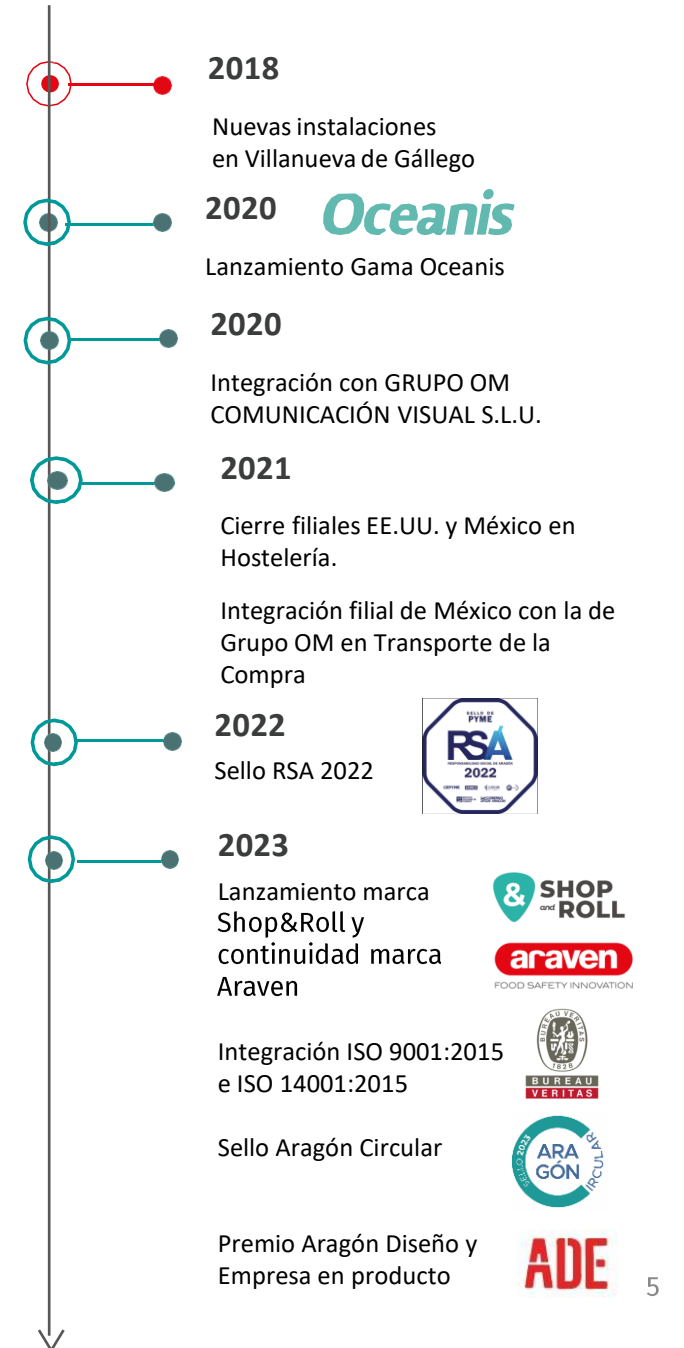 2018
Nuevas instalaciones
en Villanueva de Gállego
2020
Oceanis
Lanzamiento Gama Oceanis
2020
Integración con GRUPO OM
COMUNICACIÓN VISUAL S.L.U.
2021
Cierre filiales EE.UU. y México en
Hostelería.
Integración filial de México con la de
Grupo OM en Transporte de la
Compra
2022
Sello RSA 2022
SELLO DE
PYME
RSA
RESPONSABILIDAD SOCIAL DE ARAGÓN
2022
2023
Lanzamiento marca
Shop&Roll y
continuidad marca
Araven
& SHOP
and ROLL
araven
FOOD SAFETY INNOVATION
Integración ISO 9001:2015
e ISO 14001:2015
BUREAU VERITAS
1828
BUREAU
VERITAS
Sello Aragón Circular
SELLO 2023
ARA
GÓN
CIRCULAR
Premio Aragón Diseño y
Empresa en producto
ADE
5